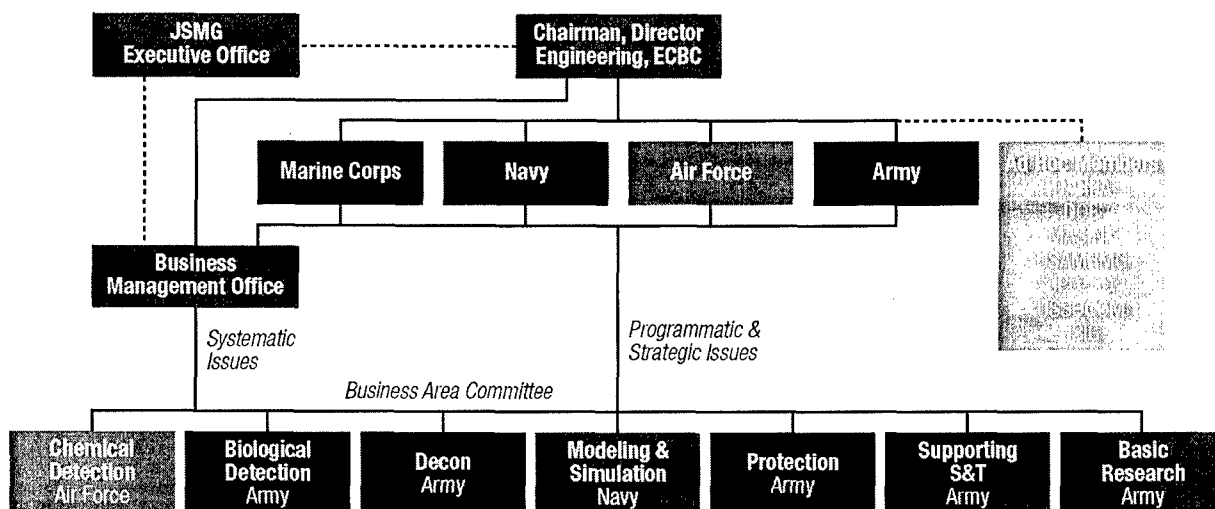 JSMG
Executive Office
Chairman, Director
Engineering, ECBC
Marine Corps
Navy
Air Force
Army
Ad Hoc Members
Business
Management Office
Systematic
Issues
Programmatic &
Strategic Issues
Business Area Committee
Chemical
Detection
Air Force
Biological
Detection
Army
Decon
Army
Modeling &
Simulation
Navy
Protection
Army
Supporting
S&T
Army
Basic
Research
Army